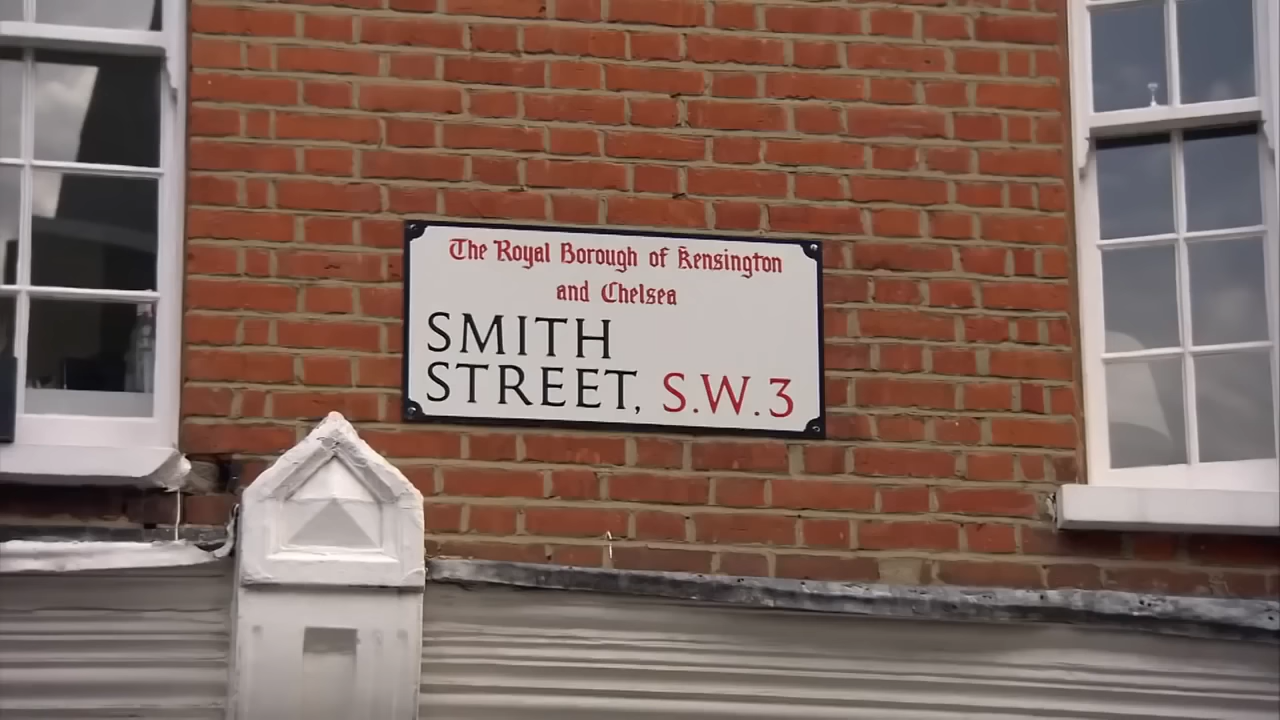 The Royal Borough of Kensington
and Chelsea
SMITH
STREET, S.W.3